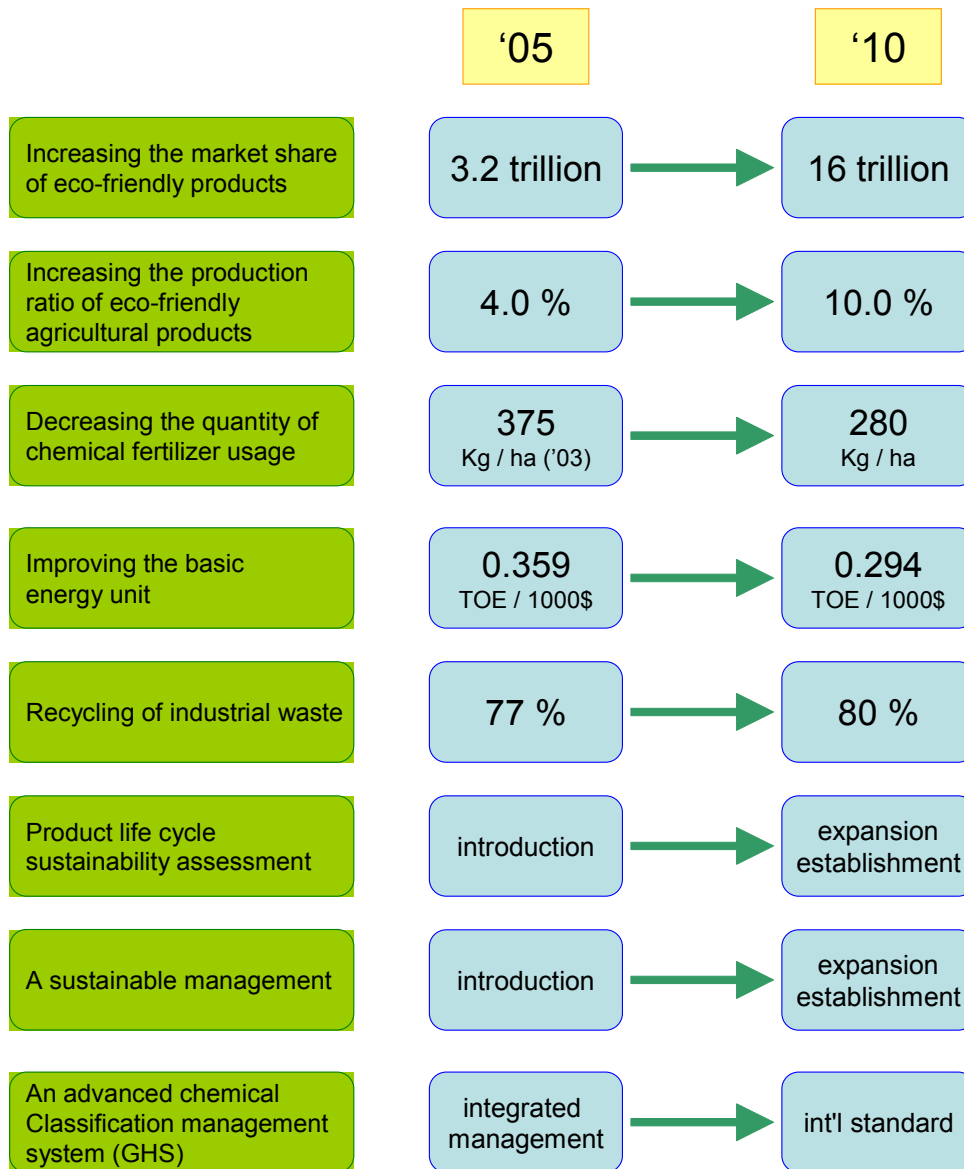 ‘05
‘10
Increasing the market share
of eco-friendly products
3.2 trillion
16 trillion
Increasing the production
ratio of eco-friendly
agricultural products
4.0 %
10.0 %
Decreasing the quantity of
chemical fertilizer usage
375
Kg / ha (’03)
280
Kg / ha
Improving the basic
energy unit
0.359
TOE / 1000$
0.294
TOE / 1000$
Recycling of industrial waste
77 %
80 %
Product life cycle
sustainability assessment
introduction
expansion
establishment
A sustainable management
introduction
expansion
establishment
An advanced chemical
Classification management
system (GHS)
integrated
management
int'l standard